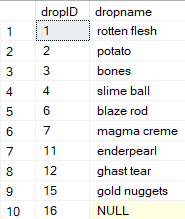 dropID dropname
1 1 rotten flesh
2 2 potato
3 3 bones
4 4 slime ball
5 6 blaze rod
6 7 magma creme
7 11 enderpearl
8 12 ghast tear
9 15 gold nuggets
10 16 NULL